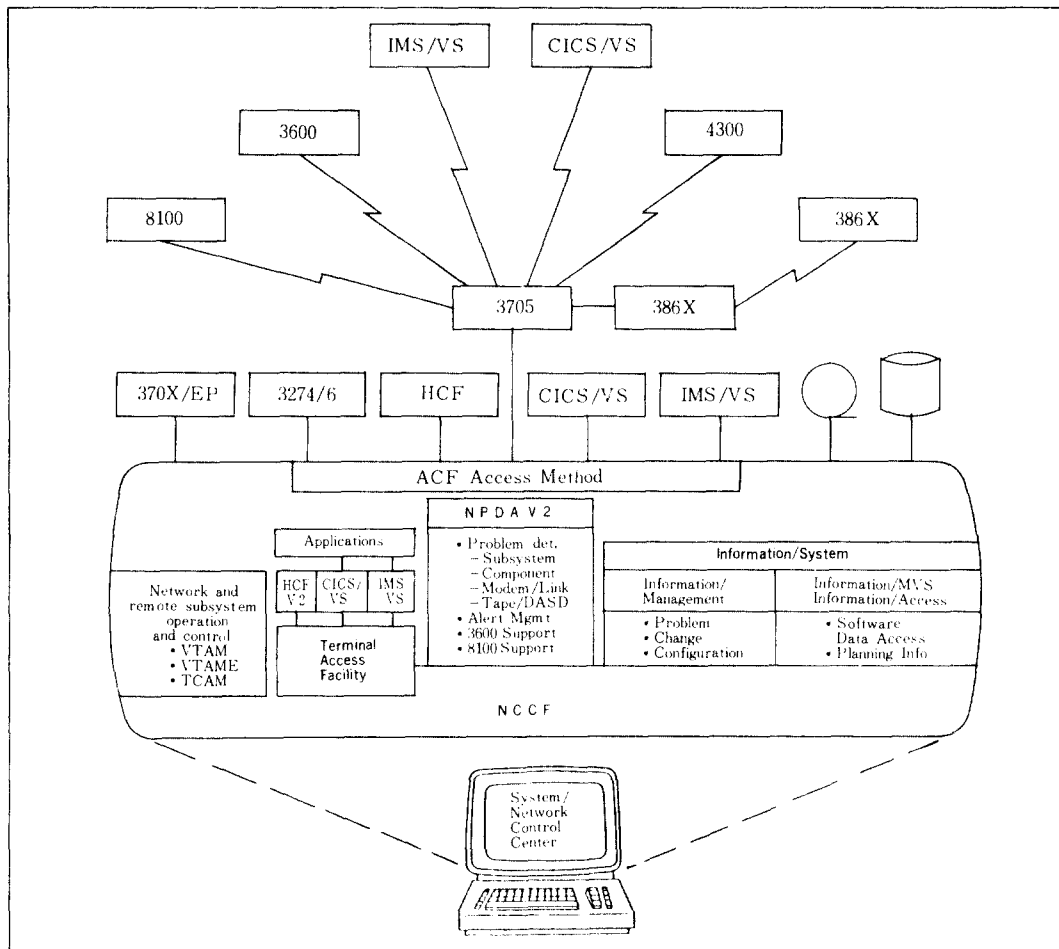 IMS/VS
CICS/VS
3600
4300
8100
386X
3705
386X
370X/EP
3274/6
HCF
CICS/VS
IMS/VS
ACF Access Method
NPDA V2
• Problem det.
– Subsystem
– Component
– Modem/Link
– Tape/DASD
• Alert Mgmt
• 3600 Support
• 8100 Support
Applications
HCF
V2
CICS/
VS
IMS
VS
Terminal
Access
Facility
Network and
remote subsystem
operation
and control
• VTAM
• VTAME
• TCAM
Information/System
Information/
Management
• Problem
• Change
• Configuration
Information/MVS
Information/Access
• Software
Data Access
• Planning Info
NCCF
System/
Network
Control
Center